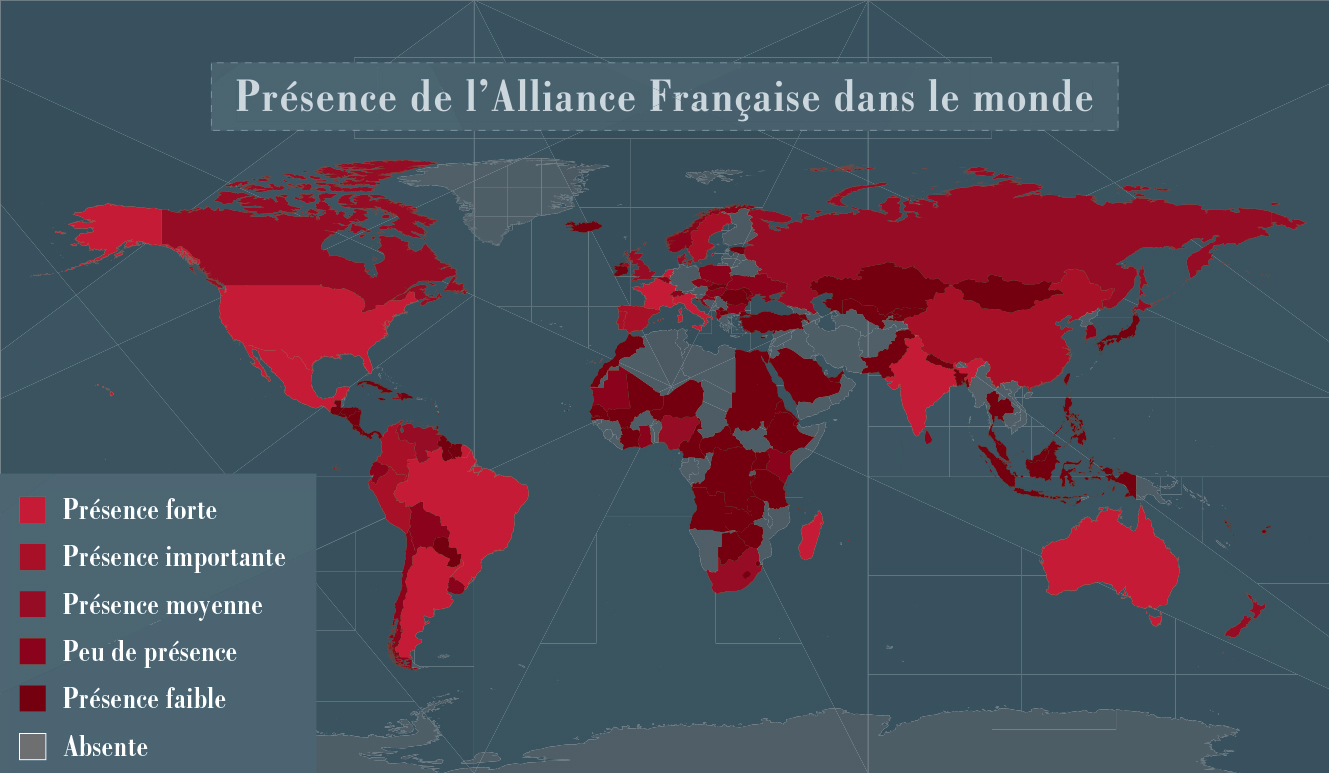 Présence de l’Alliance Française dans le monde
Présence forte
Présence importante
Présence moyenne
Peu de présence
Présence faible
Absente